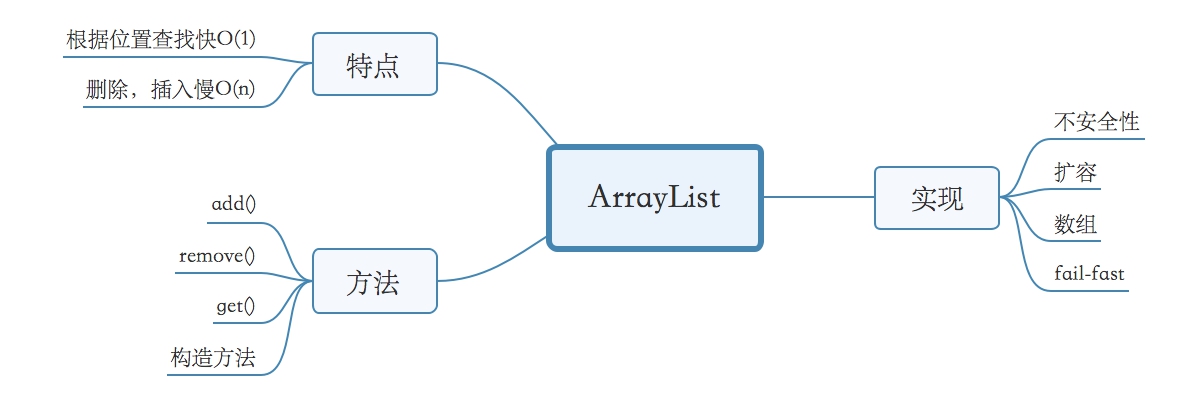 根据位置查找快O(1)
删除，插入慢O(n)
特点
add()
remove()
get()
构造方法
方法
ArrayList
实现
不安全性
扩容
数组
fail-fast